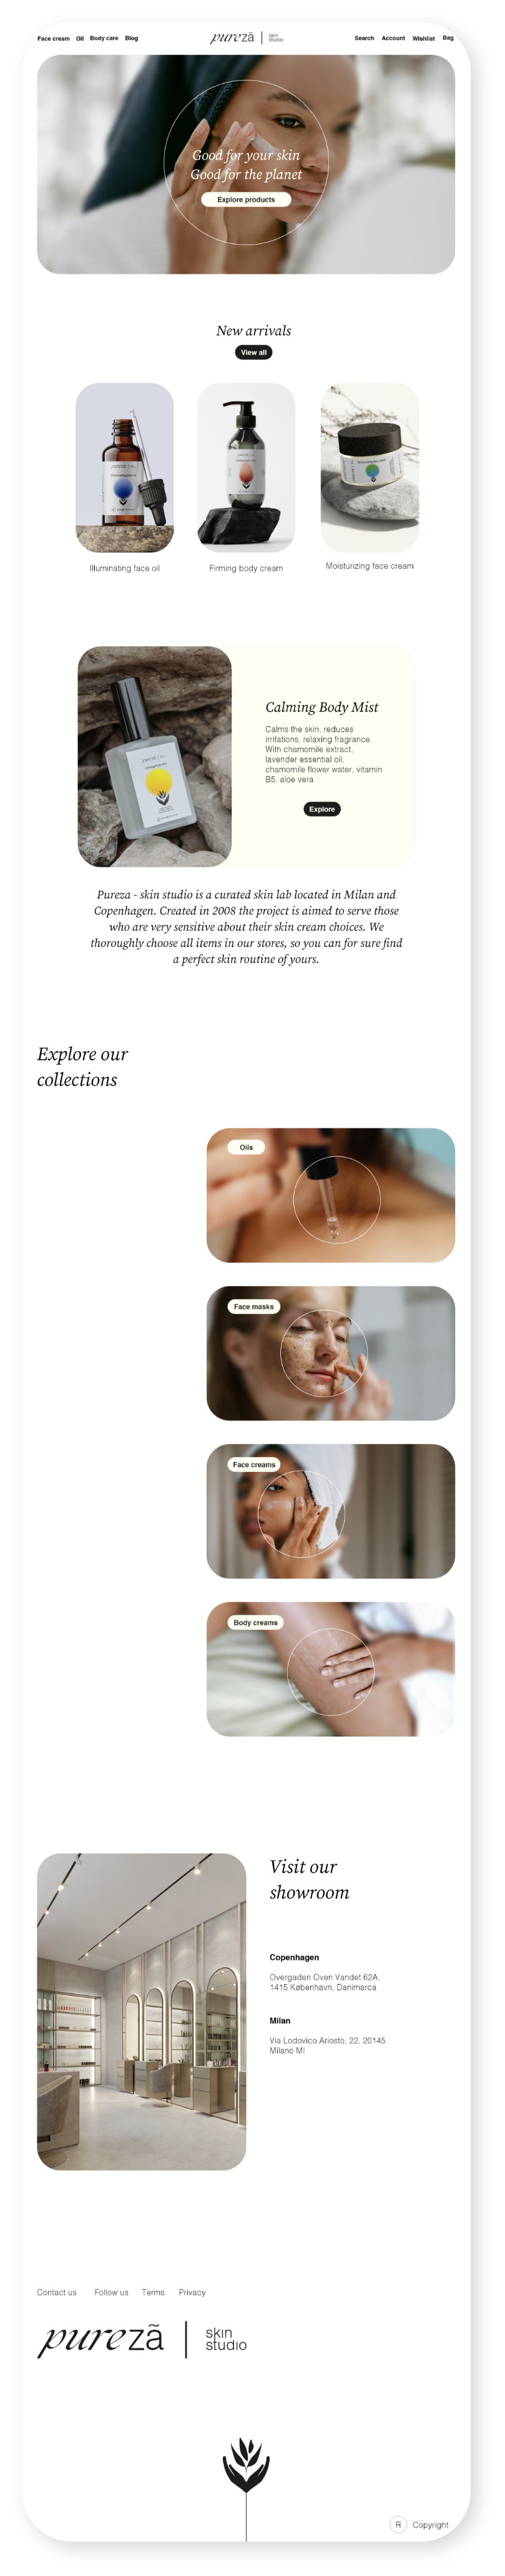 Face cream Oil Body care Blog
purezã | skin studio
Search Account Wishlist Bag
Good for your skin
Good for the planet
Explore products
New arrivals
View all
Illuminating face oil
Firming body cream
Moisturizing face cream
Calming Body Mist
Calms the skin, reduces
irritations, relaxing fragrance.
With chamomile extract,
lavender essential oil,
chamomile flower water, vitamin
B5, aloe vera
Explore
Pureza - skin studio is a curated skin lab located in Milan and
Copenhagen. Created in 2008 the project is aimed to serve those
who are very sensitive about their skin cream choices. We
thoroughly choose all items in our stores, so you can for sure find
a perfect skin routine of yours.
Explore our
collections
Oils
Face masks
Face creams
Body creams
Visit our
showroom
Copenhagen
Overgaden Oven Vandet 62A,
1415 København, Danimarca
Milan
Via Lodovico Ariosto, 22, 20145
Milano MI
Contact us Follow us Terms Privacy
purezã | skin
studio
R Copyright